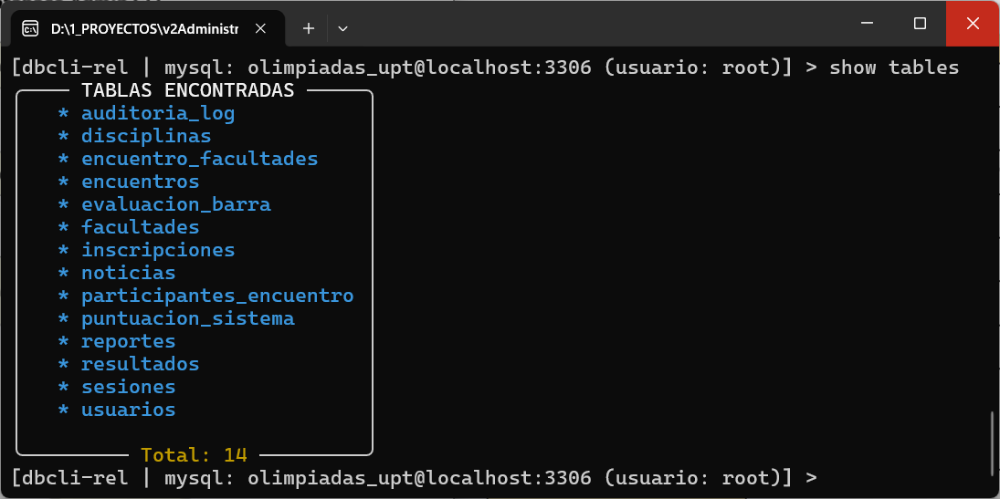 D:\1_PROYECTOS\v2Administr
[dbcli-rel | mysql: olimpiadas_upt@localhost:3306 (usuario: root)] > show tables
TABLAS ENCONTRADAS
* auditoria_log
* disciplinas
* encuentro_facultades
* encuentros
* evaluacion_barra
* facultades
* inscripciones
* noticias
* participantes_encuentro
* puntuacion_sistema
* reportes
* resultados
* sesiones
* usuarios
Total: 14
[dbcli-rel | mysql: olimpiadas_upt@localhost:3306 (usuario: root)] >